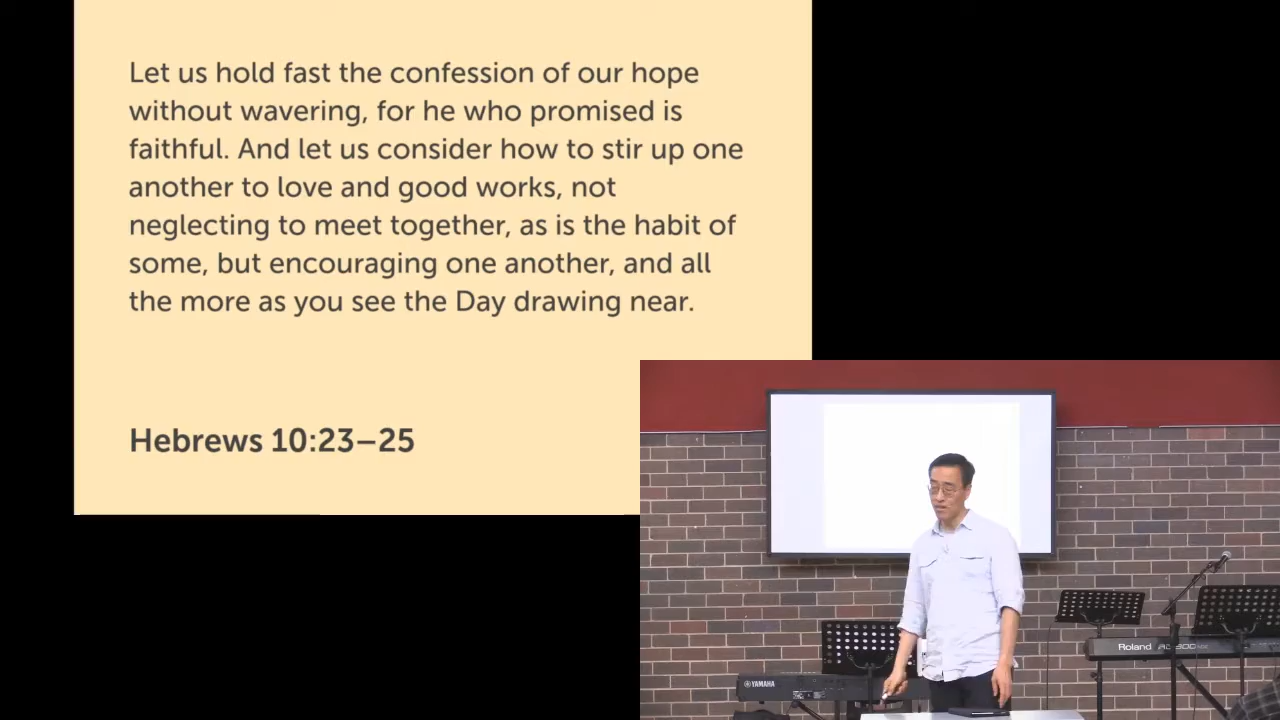 Let us hold fast the confession of our hope
without wavering, for he who promised is
faithful. And let us consider how to stir up one
another to love and good works, not
neglecting to meet together, as is the habit of
some, but encouraging one another, and all
the more as you see the Day drawing near.
Hebrews 10:23–25
YAMAHA
Roland